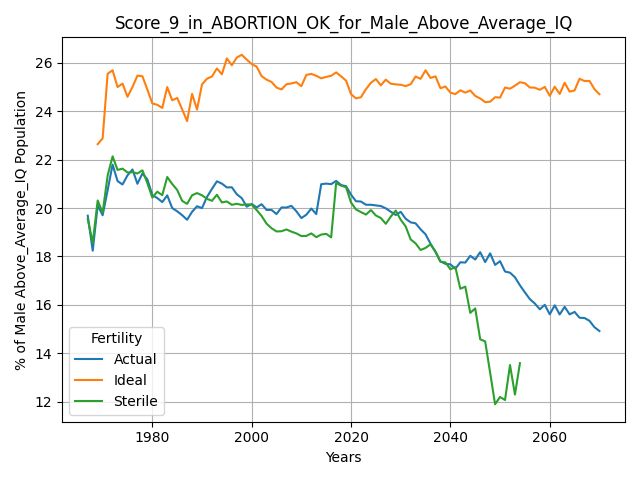 Score_9_in_ABORTION_OK_for_Male_Above_Average_IQ
% of Male Above_Average_IQ Population
26
24
22
20
18
16
14
12
Fertility
Actual
Ideal
Sterile
1980
2000
2020
2040
2060
Years